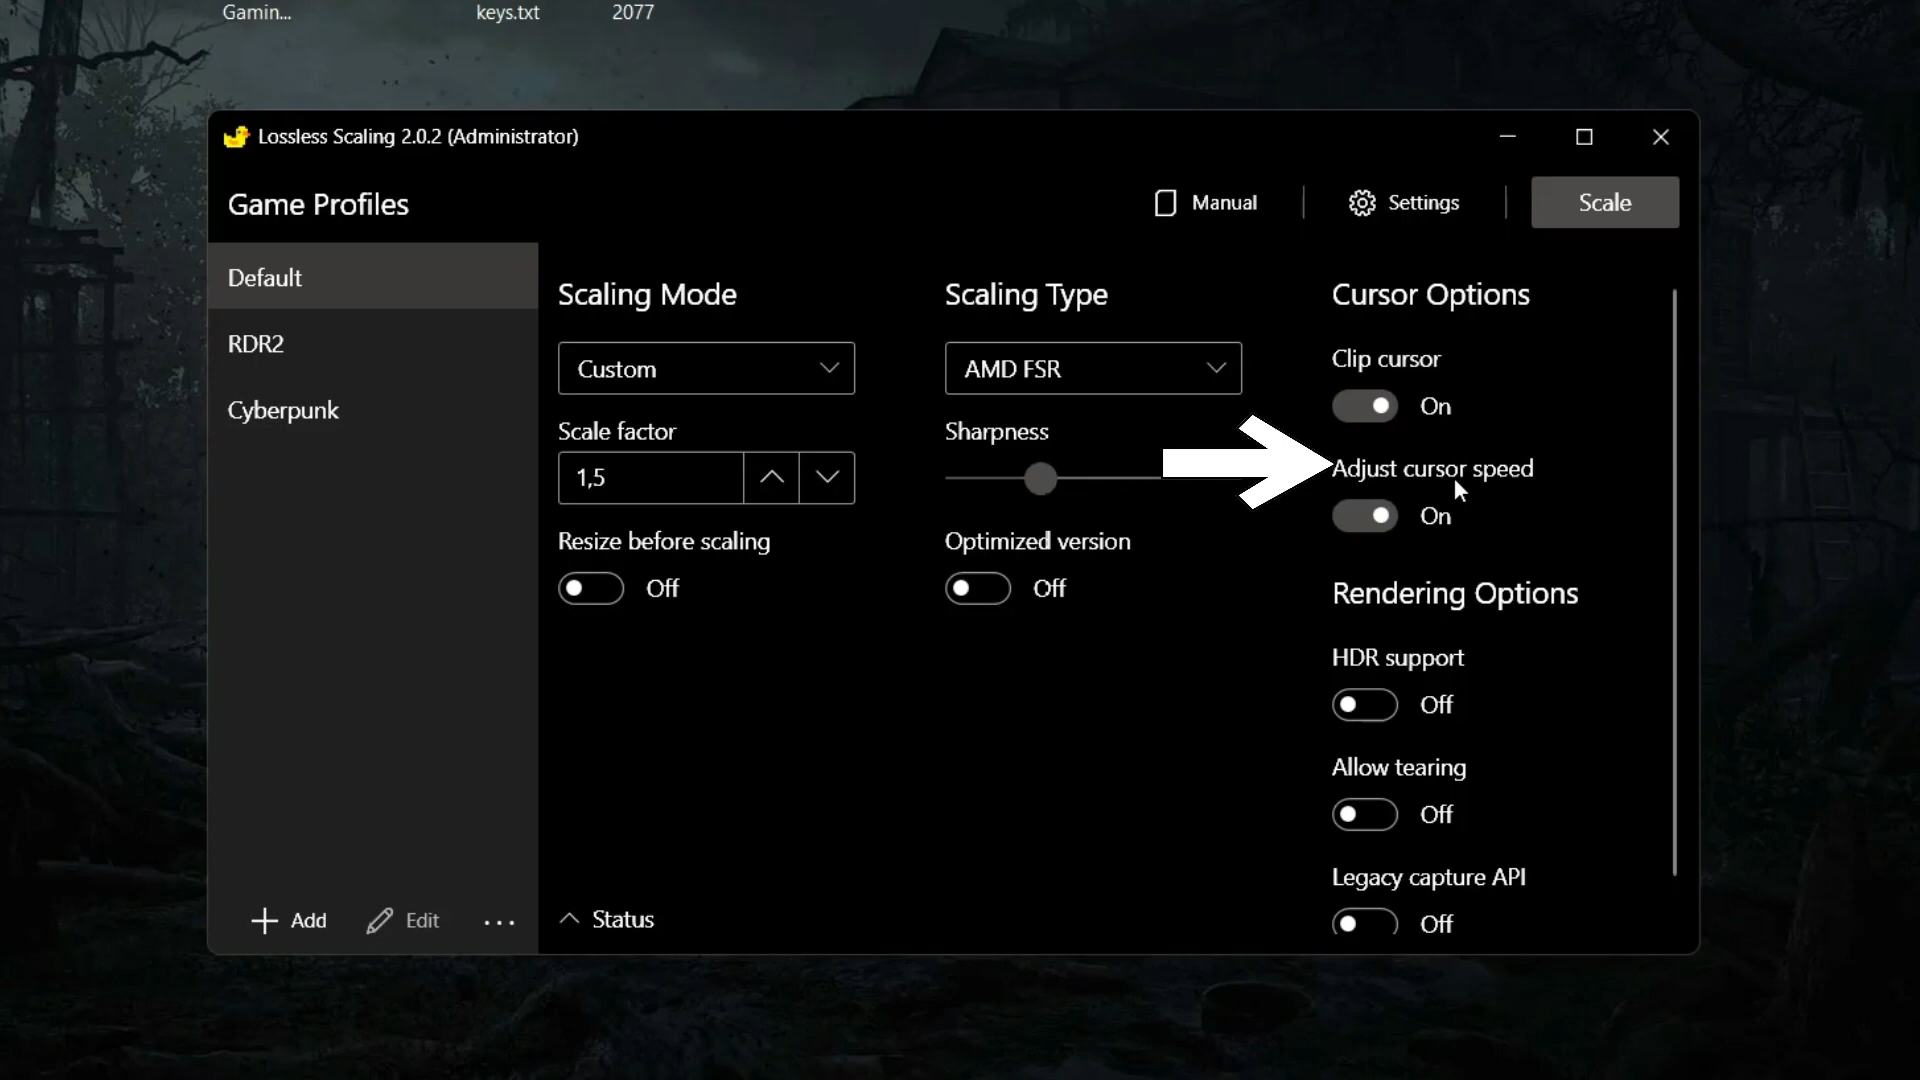 Gamin...
keys.txt
2077
Lossless Scaling 2.0.2 (Administrator)
Game Profiles
Manual
Settings
Scale
Default
RDR2
Cyberpunk
Add
Edit
...
Scaling Mode
Custom
Scale factor
1,5
Resize before scaling
Off
Status
Scaling Type
AMD FSR
Sharpness
Optimized version
Off
Cursor Options
Clip cursor
On
Adjust cursor speed
On
Rendering Options
HDR support
Off
Allow tearing
Off
Legacy capture API
Off